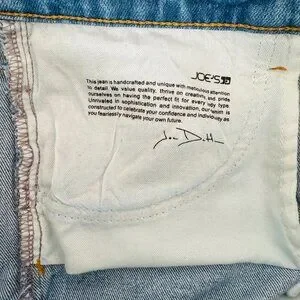 JOE'S
This jean is handcrafted and unique with meticulous attention
to detail. We value quality, thrive on creativity, and pride
ourselves on having the perfect fit for every body type.
Unrivaled in sophistication and innovation, our denim is
constructed to celebrate your confidence and individuality as
you fearlessly navigate your own future.
Joe